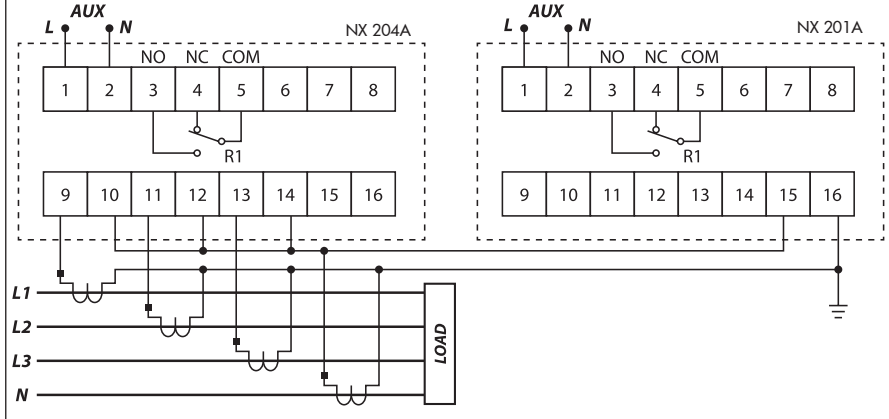 AUX
L N NX 204A
NO NC COM
1 2 3 4 5 6 7 8
R1
9 10 11 12 13 14 15 16
AUX
L N NX 201A
NO NC COM
1 2 3 4 5 6 7 8
R1
9 10 11 12 13 14 15 16
L1
L2
L3
N
LOAD